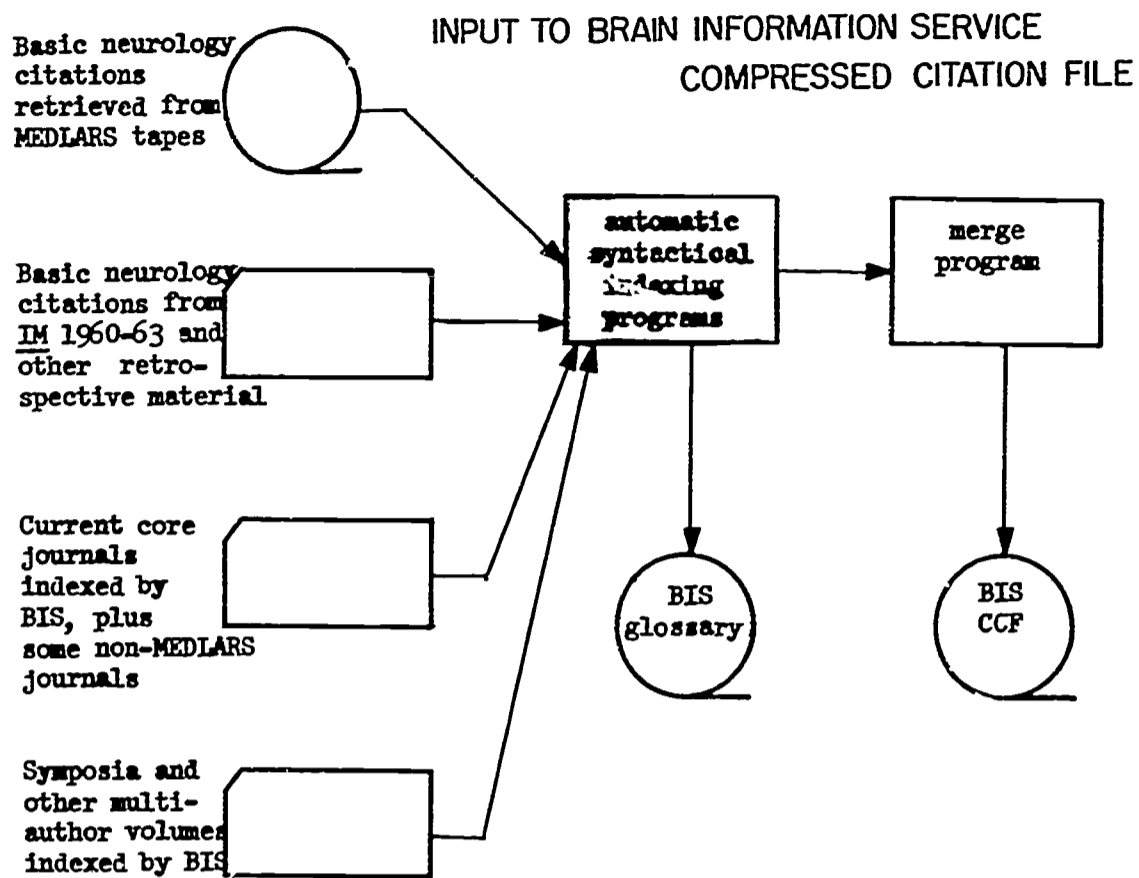 INPUT TO BRAIN INFORMATION SERVICE
COMPRESSED CITATION FILE
Basic neurology
citations
retrieved from
MEDLARS tapes
Basic neurology
citations from
IM 1960-63 and
other retro-
spective material
Current core
journals
indexed by
BIS, plus
some non-MEDLARS
journals
Symposia and
other multi-
author volumes
indexed by BIS
automatic
syntactical
indexing
programs
merge
program
BIS
glossary
BIS
CCF